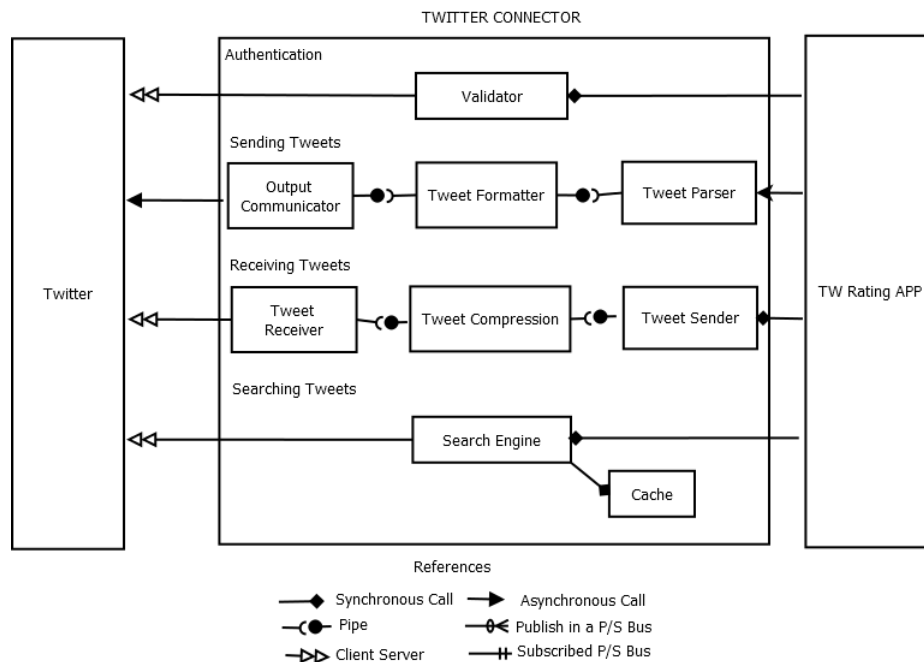 TWITTER CONNECTOR
Authentication
Validator
Sending Tweets
Output
Communicator
Tweet Formatter
Tweet Parser
Receiving Tweets
Twitter
TW Rating APP
Tweet
Receiver
Tweet Compression
Tweet Sender
Searching Tweets
Search Engine
Cache
References
Synchronous Call
Asynchronous Call
Pipe
Publish in a P/S Bus
Client Server
Subscribed P/S Bus